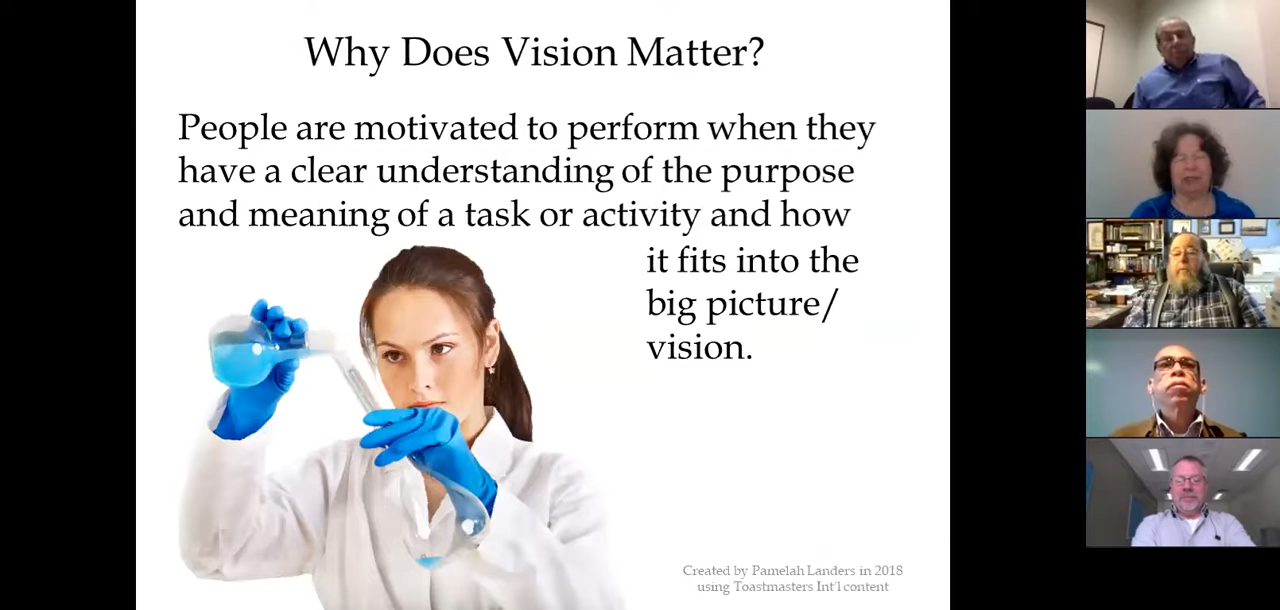 Why Does Vision Matter?
People are motivated to perform when they
have a clear understanding of the purpose
and meaning of a task or activity and how
it fits into the
big picture/
vision.
Created by Pamelah Landers in 2018
using Toastmasters Int'l content